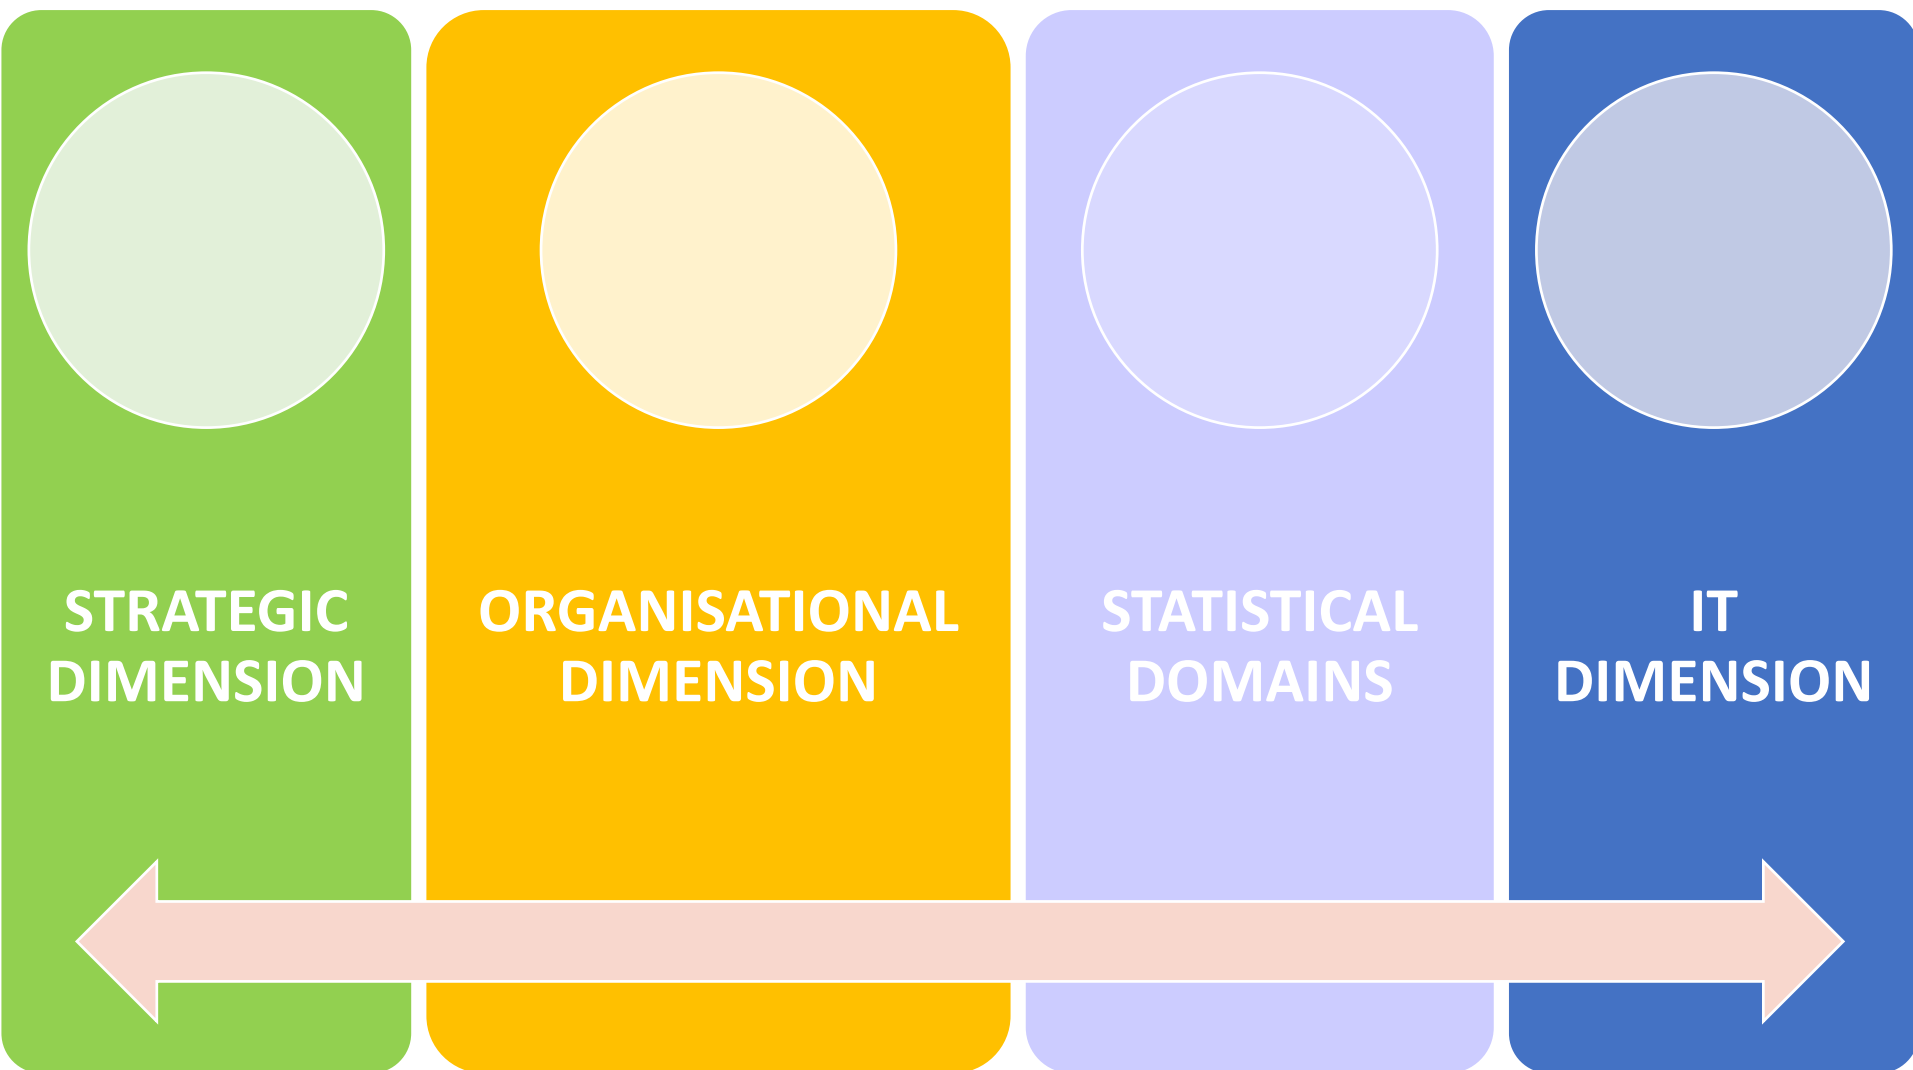 STRATEGIC
DIMENSION
ORGANISATIONAL
DIMENSION
STATISTICAL
DOMAINS
IT
DIMENSION